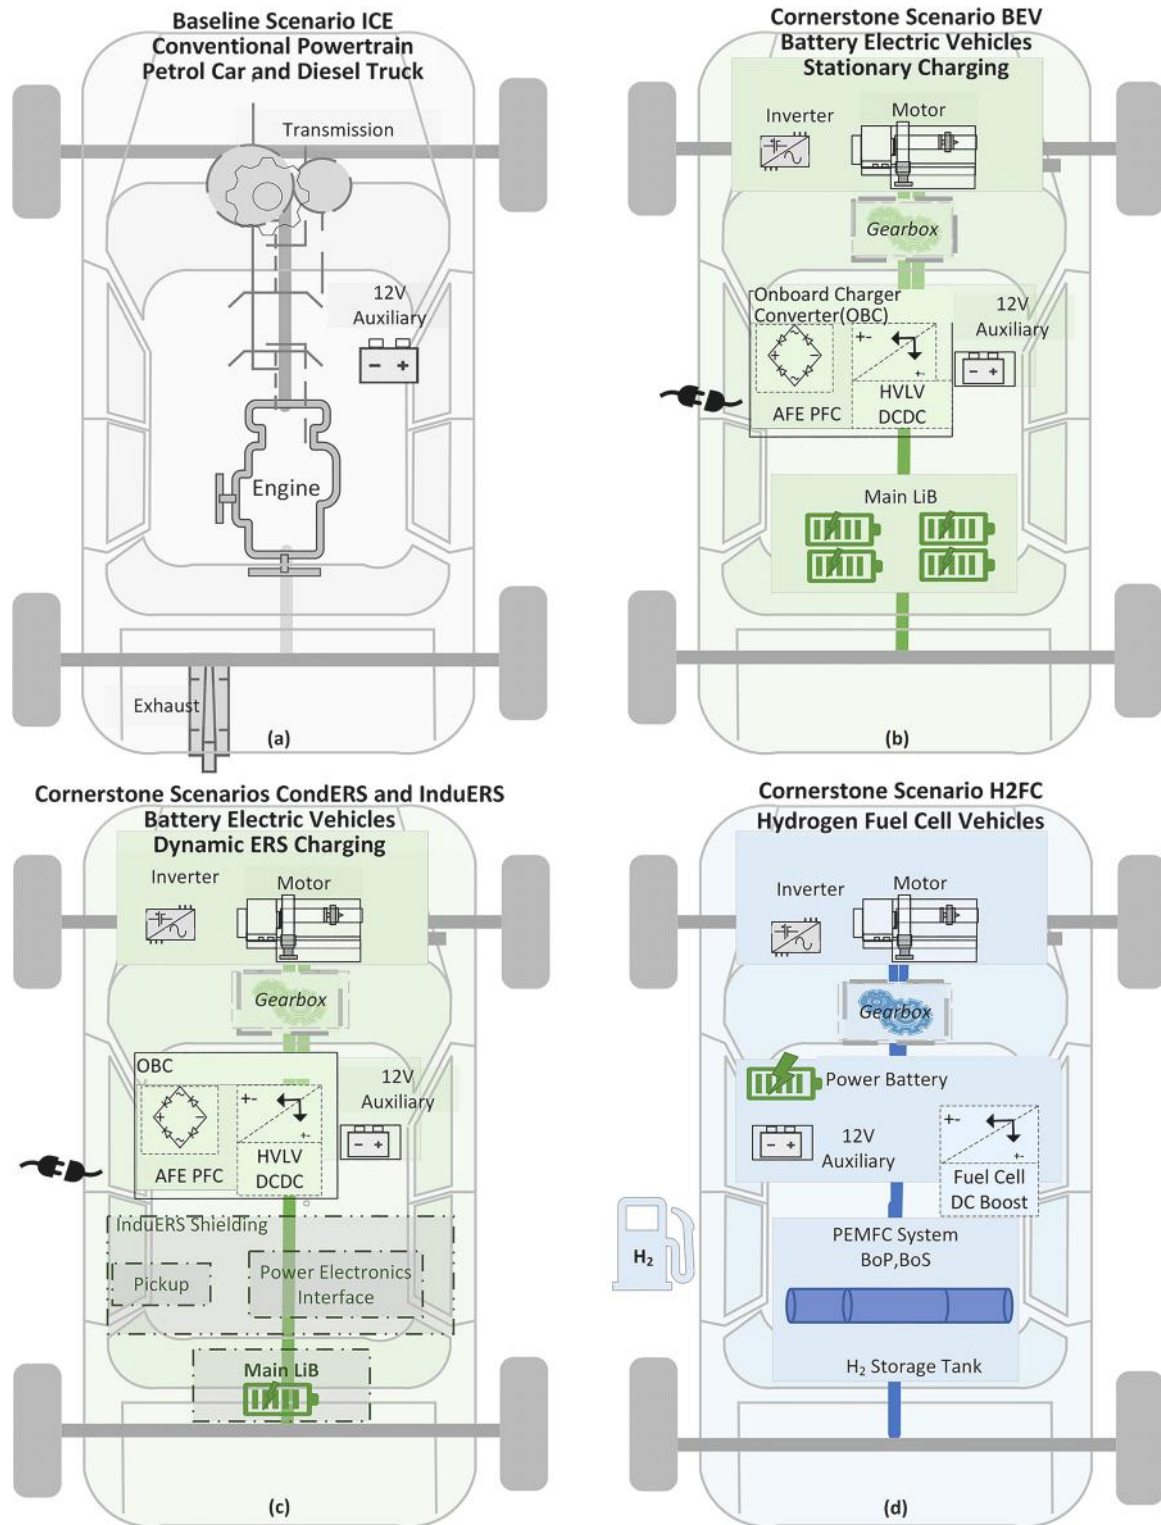 Baseline Scenario ICE
Conventional Powertrain
Petrol Car and Diesel Truck
Transmission
12V
Auxiliary
- +
Engine
Exhaust
(a)
Cornerstone Scenario BEV
Battery Electric Vehicles
Stationary Charging
Inverter
Motor
Gearbox
Onboard Charger
Converter(OBC)
12V
Auxiliary
+-
+-
- +
AFE PFC
HVLV
DCDC
Main LiB
(b)
Cornerstone Scenarios CondERS and InduERS
Battery Electric Vehicles
Dynamic ERS Charging
Inverter
Motor
Gearbox
OBC
12V
Auxiliary
+-
+-
- +
AFE PFC
HVLV
DCDC
InduERS Shielding
Pickup
Power Electronics
Interface
Main LiB
(c)
Cornerstone Scenario H2FC
Hydrogen Fuel Cell Vehicles
Inverter
Motor
Gearbox
Power Battery
12V
Auxiliary
- +
+-
+-
Fuel Cell
DC Boost
H₂
PEMFC System
BoP,BoS
H₂ Storage Tank
(d)